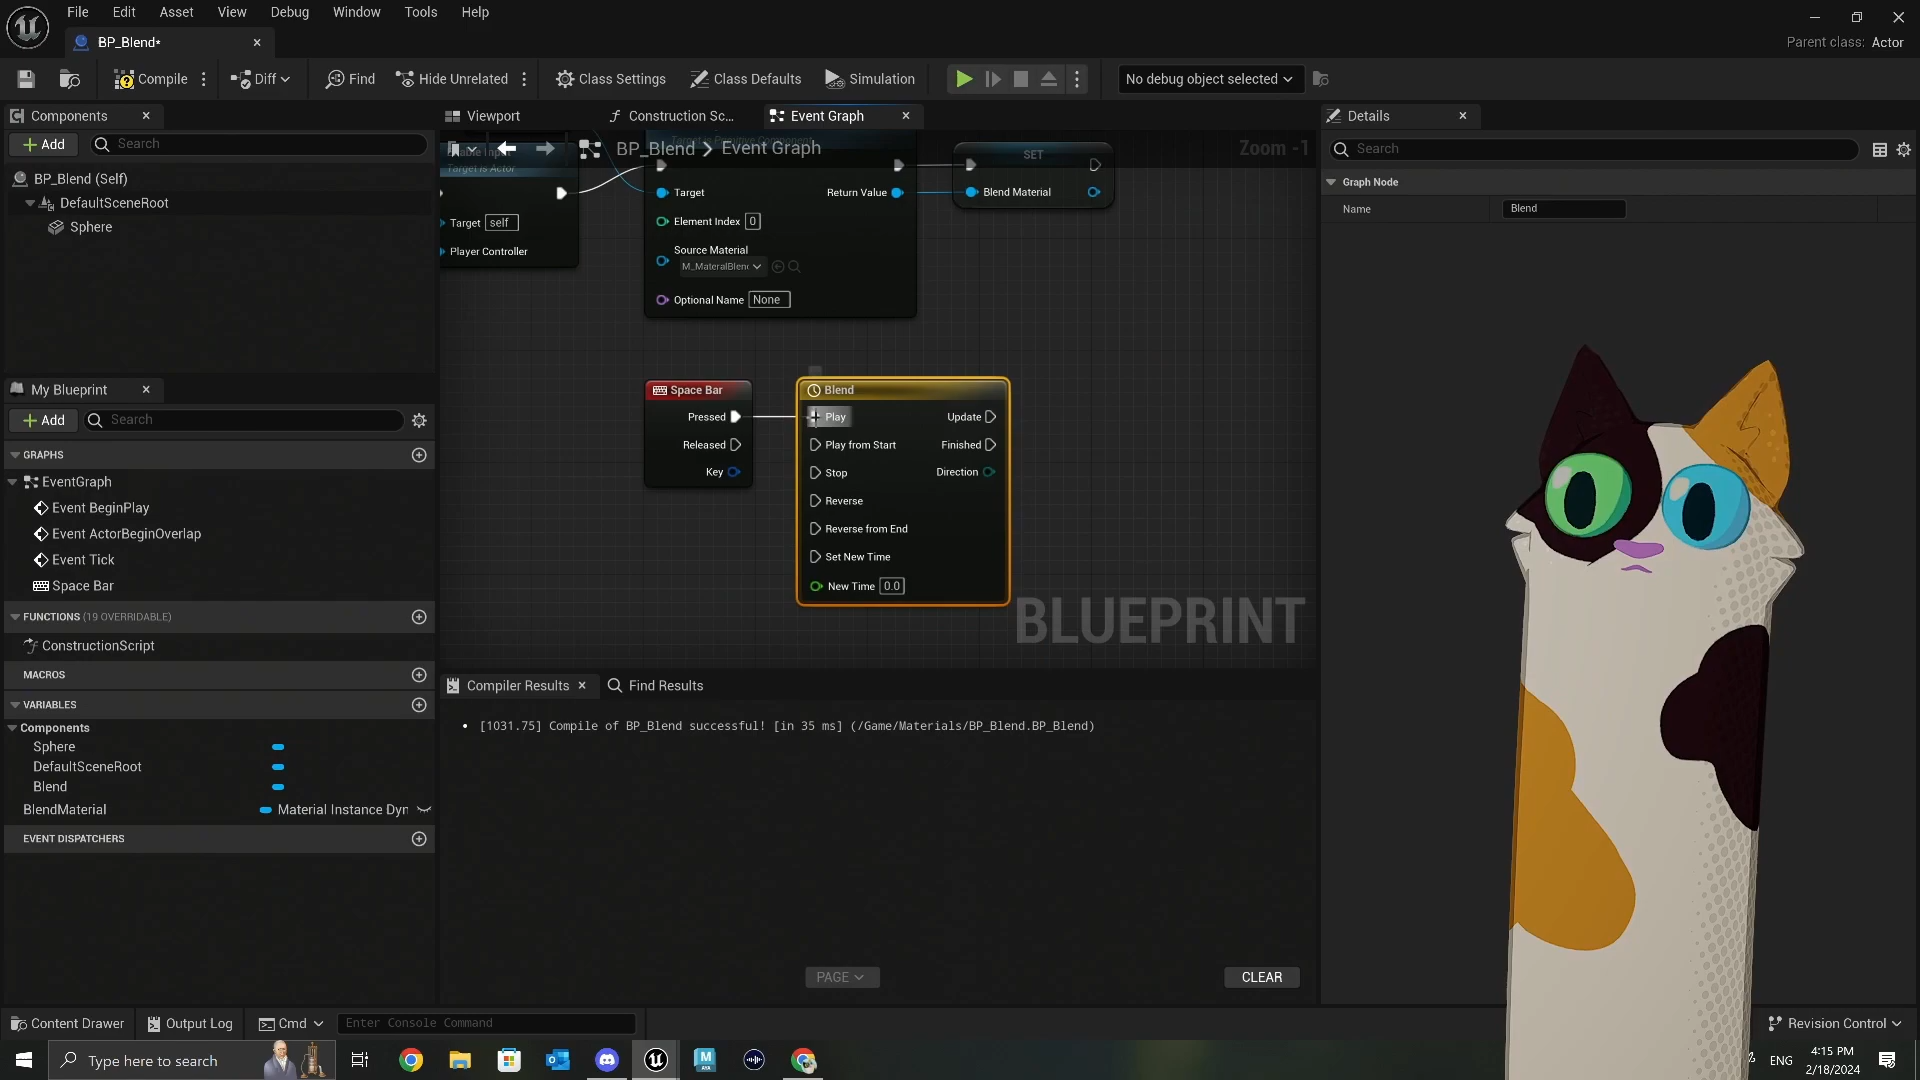 File Edit Asset View Debug Window Tools Help
BP_Blend*
Parent class: Actor
Compile Diff Find Hide Unrelated Class Settings Class Defaults Simulation No debug object selected
Components
Viewport Construction Sc... Event Graph
Details
Add Search
BP_Blend > Event Graph
Zoom -1
Search
BP_Blend (Self)
DefaultSceneRoot
Sphere
Graph Node
Name Blend
Target is Actor
Target self
Player Controller
Target Return Value
Element Index 0
Source Material
M_MateralBlend
Optional Name None
SET
Blend Material
My Blueprint
Add Search
GRAPHS
EventGraph
Event BeginPlay
Event ActorBeginOverlap
Event Tick
Space Bar
FUNCTIONS (19 OVERRIDABLE)
ConstructionScript
MACROS
VARIABLES
Components
Sphere
DefaultSceneRoot
Blend
BlendMaterial Material Instance Dyn
EVENT DISPATCHERS
Space Bar
Pressed
Released
Key
Blend
Play Update
Play from Start Finished
Stop Direction
Reverse
Reverse from End
Set New Time
New Time 0.0
BLUEPRINT
Compiler Results Find Results
• [1031.75] Compile of BP_Blend successful! [in 35 ms] (/Game/Materials/BP_Blend.BP_Blend)
PAGE CLEAR
Content Drawer Output Log Cmd Enter Console Command Revision Control
Type here to search
ENG 4:15 PM
2/18/2024